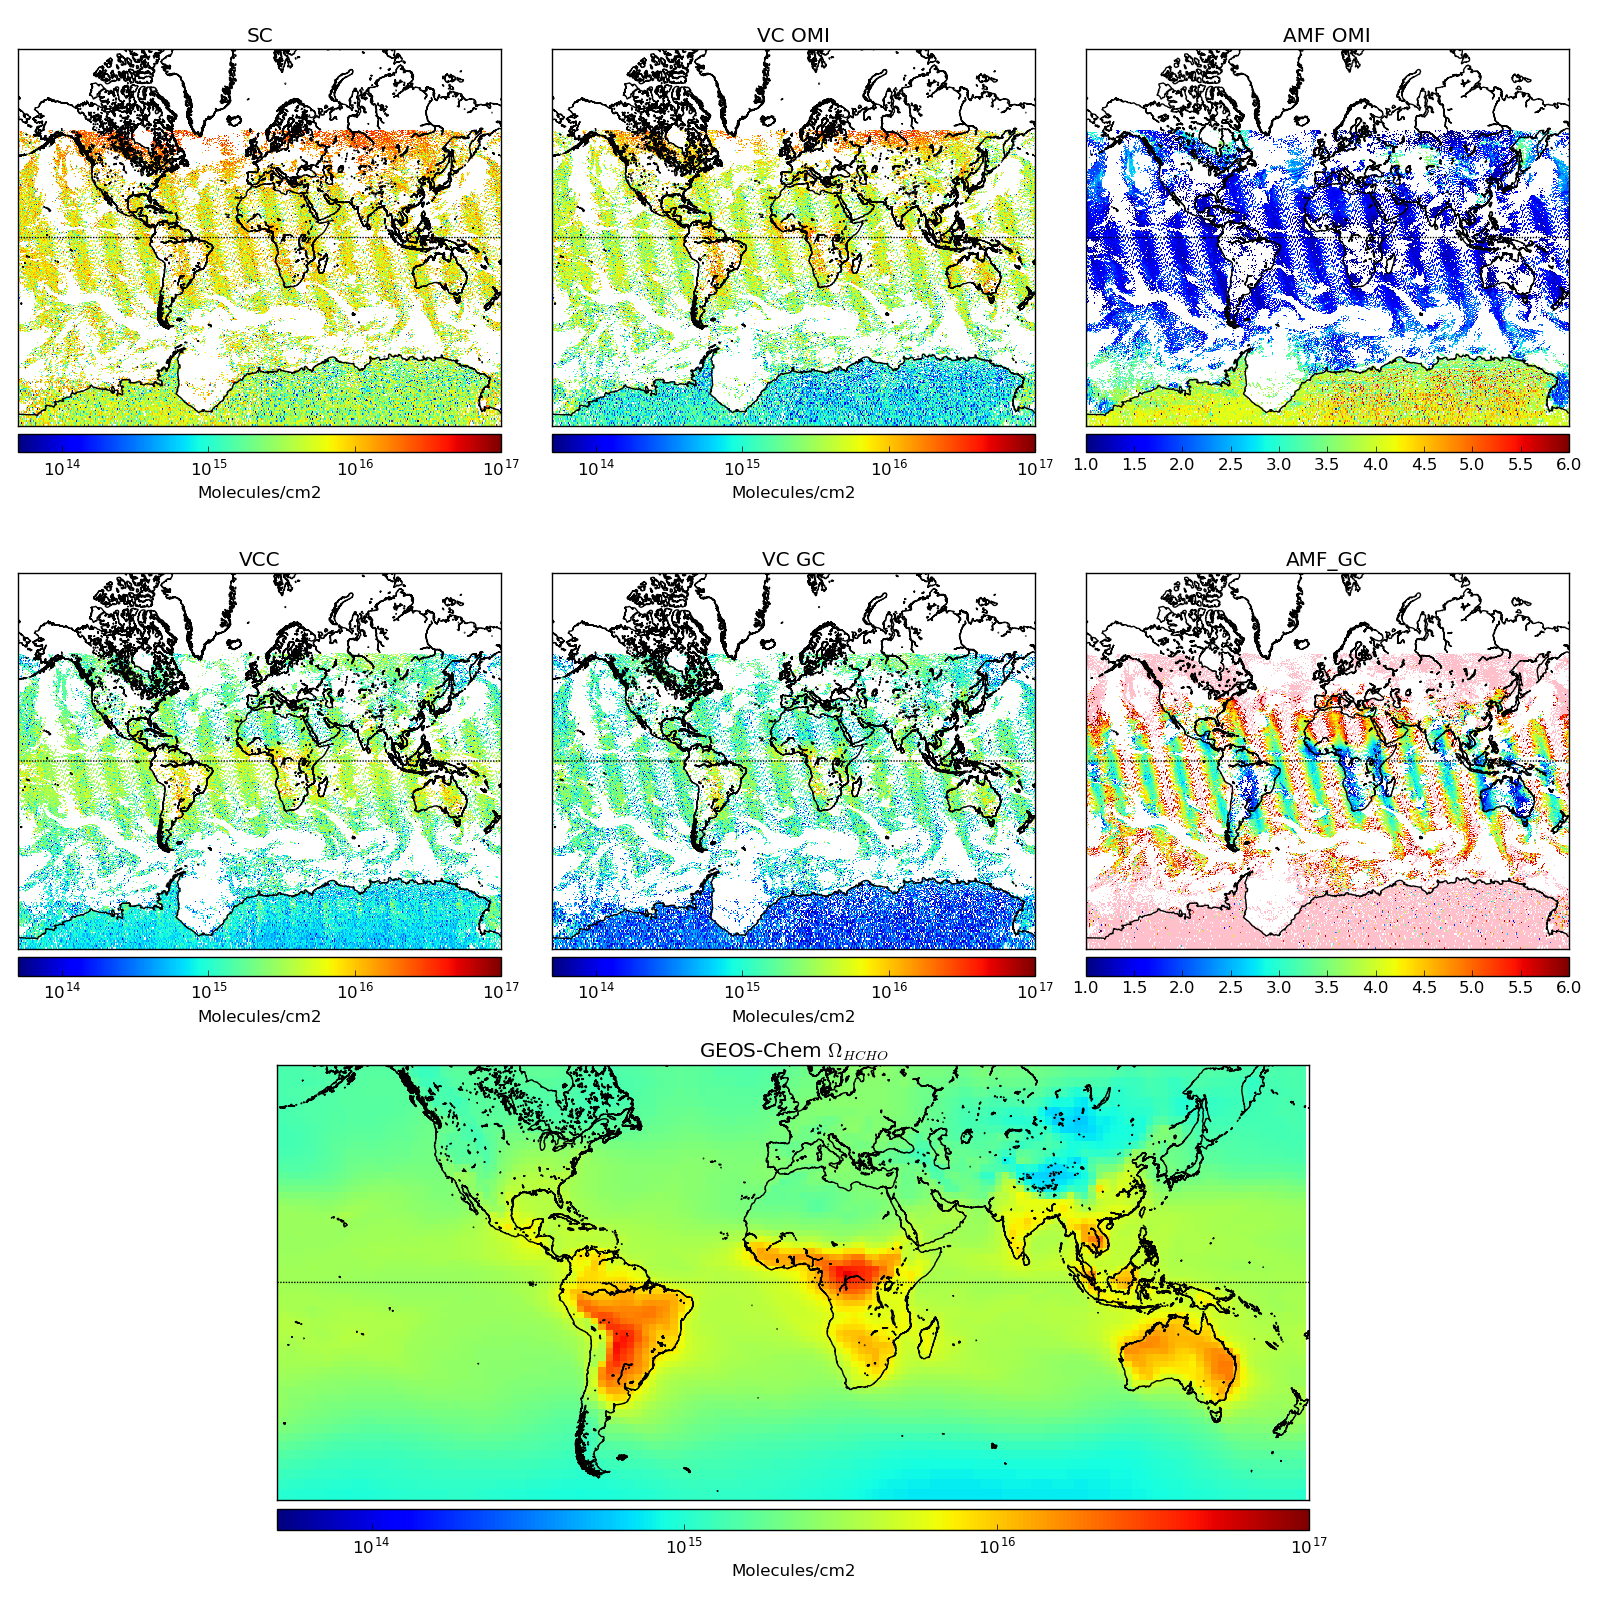 SC VC OMI AMF OMI
10^14 10^15 10^16 10^17 10^14 10^15 10^16 10^17 1.0 1.5 2.0 2.5 3.0 3.5 4.0 4.5 5.0 5.5 6.0
Molecules/cm2 Molecules/cm2
VCC VC GC AMF_GC
10^14 10^15 10^16 10^17 10^14 10^15 10^16 10^17 1.0 1.5 2.0 2.5 3.0 3.5 4.0 4.5 5.0 5.5 6.0
Molecules/cm2 Molecules/cm2
GEOS-Chem Ω_HCHO
10^14 10^15 10^16 10^17
Molecules/cm2